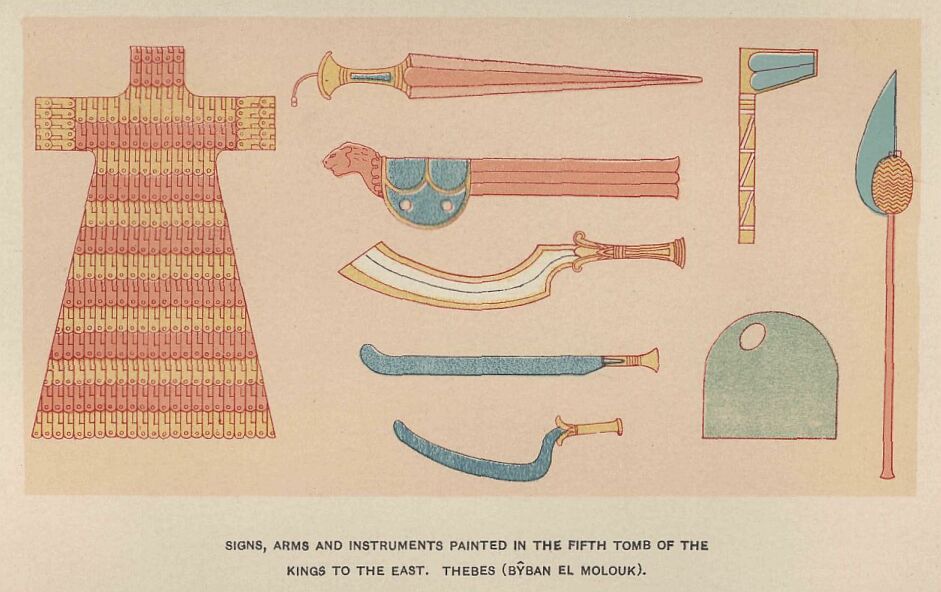 SIGNS, ARMS AND INSTRUMENTS PAINTED IN THE FIFTH TOMB OF THE
KINGS TO THE EAST. THEBES (BŶBAN EL MOLOUK).